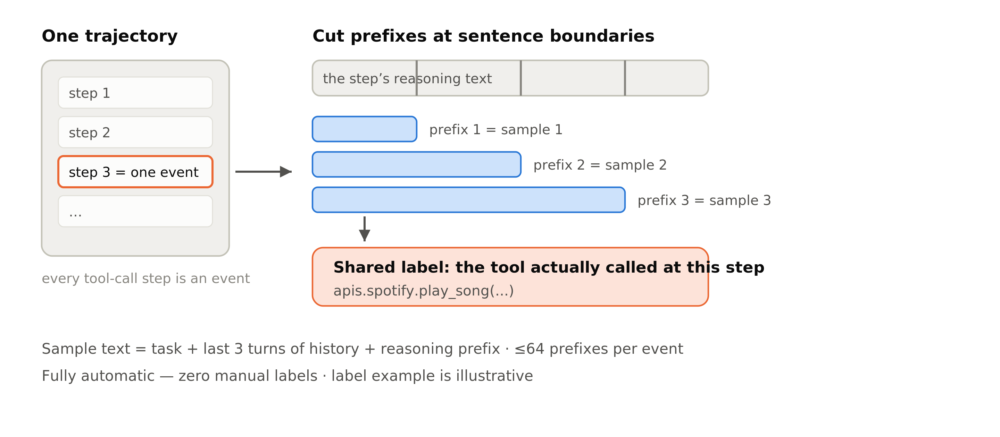 One trajectory
step 1
step 2
step 3 = one event
...
every tool-call step is an event
Cut prefixes at sentence boundaries
the step’s reasoning text
prefix 1 = sample 1
prefix 2 = sample 2
prefix 3 = sample 3
Shared label: the tool actually called at this step
apis.spotify.play_song(...)
Sample text = task + last 3 turns of history + reasoning prefix · ≤64 prefixes per event
Fully automatic — zero manual labels · label example is illustrative